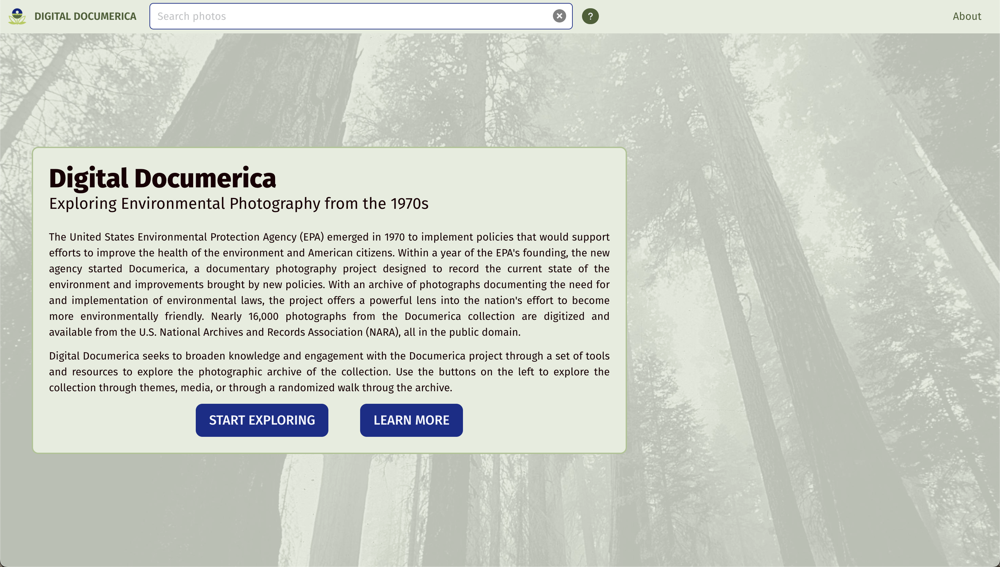 DIGITAL DOCUMERICA
Search photos
?
About
Digital Documerica
Exploring Environmental Photography from the 1970s
The United States Environmental Protection Agency (EPA) emerged in 1970 to implement policies that would support
efforts to improve the health of the environment and American citizens. Within a year of the EPA's founding, the new
agency started Documerica, a documentary photography project designed to record the current state of the
environment and improvements brought by new policies. With an archive of photographs documenting the need for
and implementation of environmental laws, the project offers a powerful lens into the nation's effort to become
more environmentally friendly. Nearly 16,000 photographs from the Documerica collection are digitized and
available from the U.S. National Archives and Records Association (NARA), all in the public domain.
Digital Documerica seeks to broaden knowledge and engagement with the Documerica project through a set of tools
and resources to explore the photographic archive of the collection. Use the buttons on the left to explore the
collection through themes, media, or through a randomized walk throug the archive.
START EXPLORING
LEARN MORE